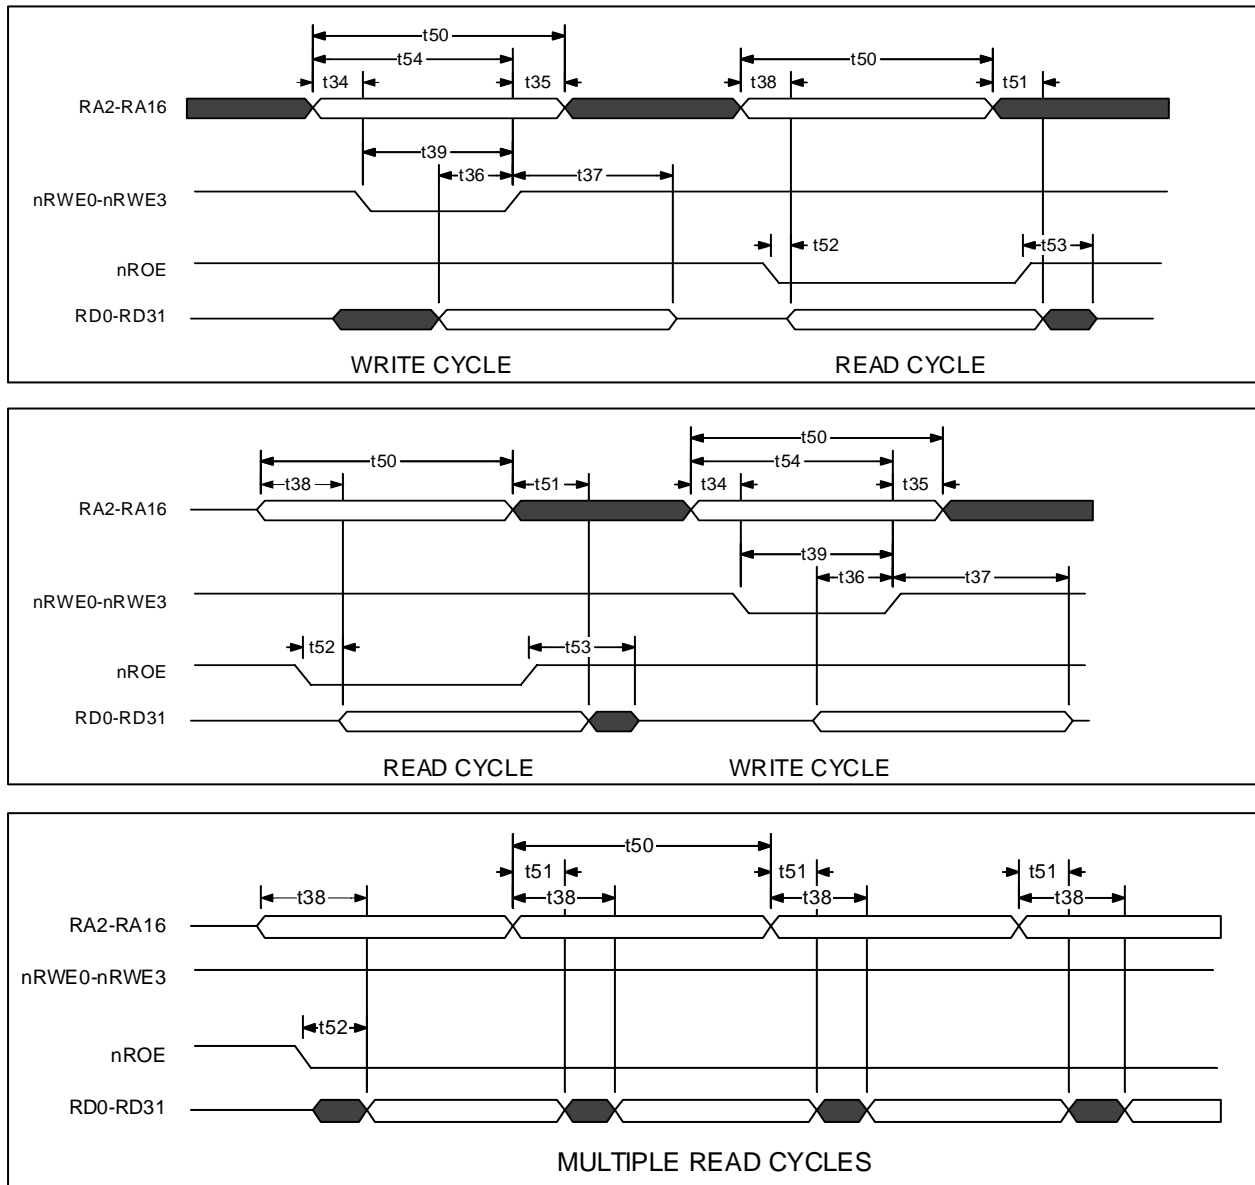 t50
t54 t50
t34 t35 t38 t51
RA2-RA16
t39
t36 t37
nRWE0-nRWE3
t52 t53
nROE
RD0-RD31
WRITE CYCLE READ CYCLE
t50
t50 t54
t38 t51 t34 t35
RA2-RA16
t39
t36 t37
nRWE0-nRWE3
t52 t53
nROE
RD0-RD31
READ CYCLE WRITE CYCLE
t50
t51 t51 t51
t38 t38 t38 t38
RA2-RA16
nRWE0-nRWE3
t52
nROE
RD0-RD31
MULTIPLE READ CYCLES